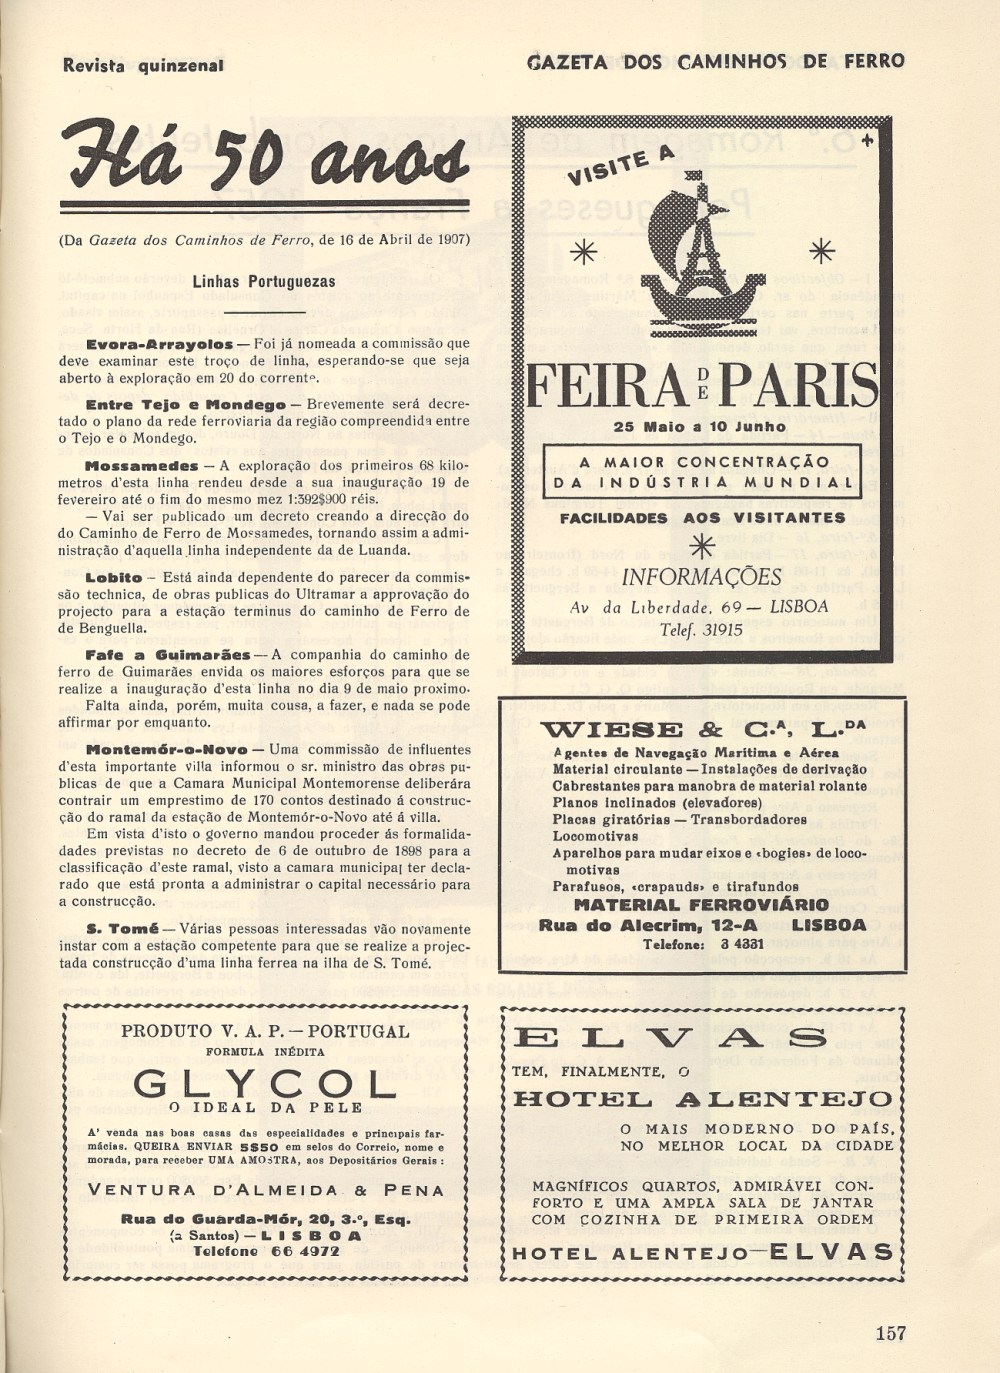 Revista quinzenal
GAZETA DOS CAMINHOS DE FERRO
Há 50 anos
(Da Gazeta dos Caminhos de Ferro, de 16 de Abril de 1907)
Linhas Portuguezas
Evora-Arrayolos — Foi já nomeada a commissão que
deve examinar este troço de linha, esperando-se que seja
aberto à exploração em 20 do corrente.
Entre Tejo e Mondego — Brevemente será decre-
tado o plano da rede ferroviaria da região compreendida entre
o Tejo e o Mondego.
Mossamedes — A exploração dos primeiros 68 kilo-
metros d'esta linha rendeu desde a sua inauguração 19 de
fevereiro até o fim do mesmo mez 1:392$900 réis.
— Vai ser publicado um decreto creando a direcção do
do Caminho de Ferro de Mossamedes, tornando assim a admi-
nistração d'aquella linha independente da de Luanda.
Lobito — Está ainda dependente do parecer da commis-
são technica, de obras publicas do Ultramar a approvação do
projecto para a estação terminus do caminho de Ferro de
de Benguella.
Fafe a Guimarães — A companhia do caminho de
ferro de Guimarães envida os maiores esforços para que se
realize a inauguração d'esta linha no dia 9 de maio proximo.
Falta ainda, porém, muita cousa, a fazer, e nada se pode
affirmar por emquanto.
Montemór-o-Novo — Uma commissão de influentes
d'esta importante villa informou o sr. ministro das obras pu-
blicas de que a Camara Municipal Montemorense deliberára
contrair um emprestimo de 170 contos destinado á construc-
ção do ramal da estação de Montemór-o-Novo até á villa.
Em vista d'isto o governo mandou proceder ás formalida-
dades previstas no decreto de 6 de outubro de 1898 para a
classificação d'este ramal, visto a camara municipal ter decla-
rado que está pronta a administrar o capital necessário para
a construcção.
S. Tomé — Várias pessoas interessadas vão novamente
instar com a estação competente para que se realize a projec-
tada construcção d'uma linha ferrea na ilha de S. Tomé.
VISITE A
FEIRA DE PARIS
25 Maio a 10 Junho
A MAIOR CONCENTRAÇÃO
DA INDÚSTRIA MUNDIAL
FACILIDADES AOS VISITANTES
INFORMAÇÕES
Av da Liberdade, 69 — LISBOA
Telef. 31915
WIESE & C.A, L.DA
Agentes de Navegação Marítima e Aérea
Material circulante — Instalações de derivação
Cabrestantes para manobra de material rolante
Planos Inclinados (elevadores)
Placas giratórias — Transbordadores
Locomotivas
Aparelhos para mudar eixos e «bogies» de loco-
motivas
Parafusos, «crapauds» e tirafundos
MATERIAL FERROVIÁRIO
Rua do Alecrim, 12-A LISBOA
Telefone: 3 4331
PRODUTO V. A. P. — PORTUGAL
FORMULA INÉDITA
GLYCOL
O IDEAL DA PELE
A' venda nas boas casas das especialidades e principais far-
mácias. QUEIRA ENVIAR 5$50 em selos do Correio, nome e
morada, para receber UMA AMOSTRA, aos Depositários Gerais:
VENTURA D'ALMEIDA & PENA
Rua do Guarda-Mór, 20, 3.º, Esq.
(a Santos) — LISBOA
Telefone 66 4972
ELVAS
TEM, FINALMENTE, O
HOTEL ALENTEJO
O MAIS MODERNO DO PAÍS,
NO MELHOR LOCAL DA CIDADE
MAGNÍFICOS QUARTOS, ADMIRÁVEI CON-
FORTO E UMA AMPLA SALA DE JANTAR
COM COZINHA DE PRIMEIRA ORDEM
HOTEL ALENTEJO—ELVAS
157